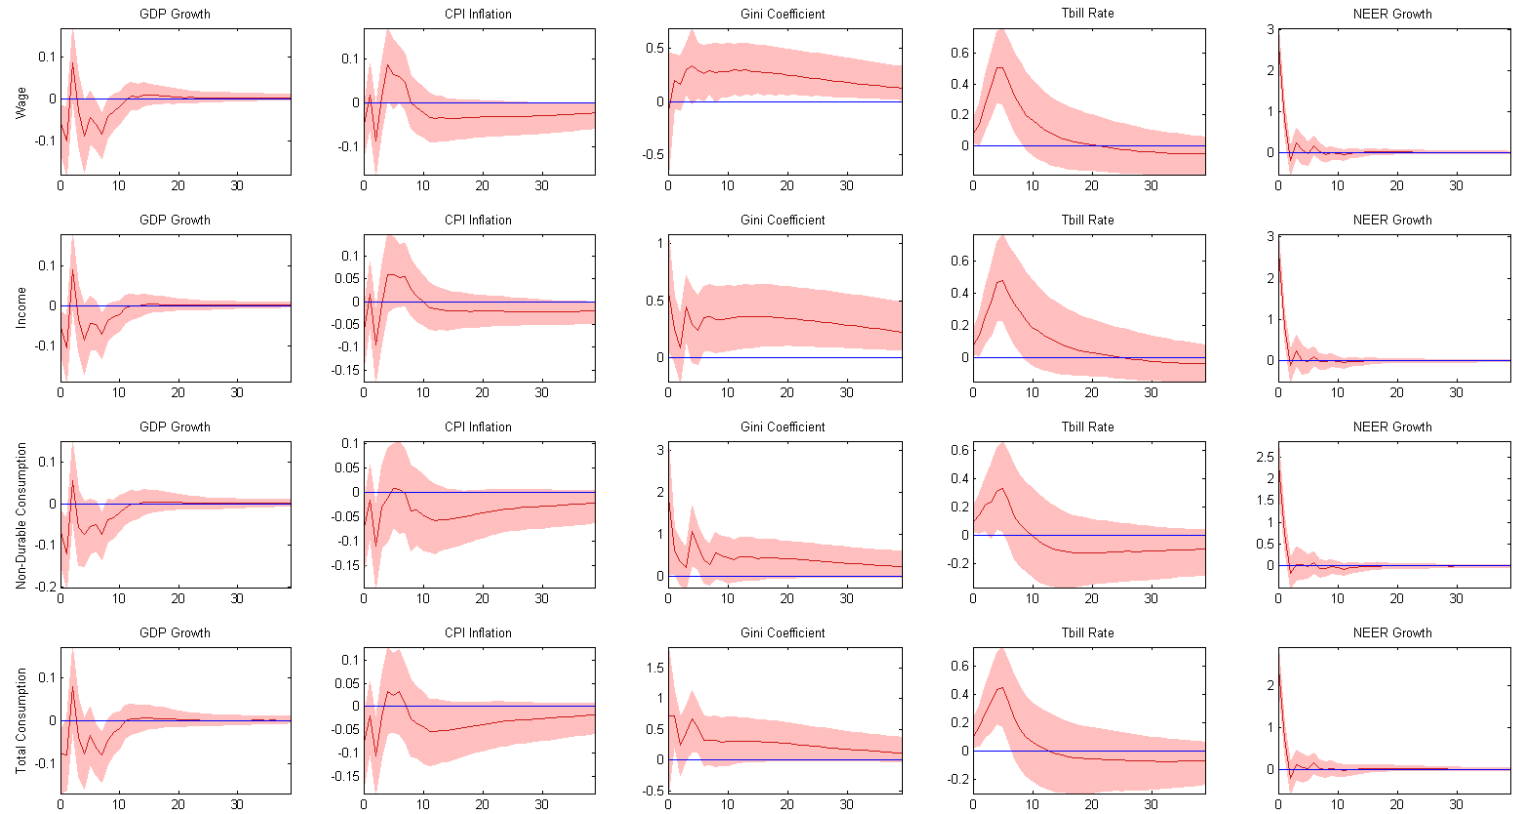 GDP Growth CPI Inflation Gini Coefficient Tbill Rate NEER Growth
Wage
0.1 0 -0.1
0 10 20 30
0.1 0 -0.1
0 10 20 30
0.5 0 -0.5
0 10 20 30
0.6 0.4 0.2 0
0 10 20 30
3 2 1 0
0 10 20 30
GDP Growth CPI Inflation Gini Coefficient Tbill Rate NEER Growth
Income
0.1 0 -0.1
0 10 20 30
0.1 0.05 0 -0.05 -0.1 -0.15
0 10 20 30
1 0.5 0
0 10 20 30
0.6 0.4 0.2 0
0 10 20 30
3 2 1 0
0 10 20 30
GDP Growth CPI Inflation Gini Coefficient Tbill Rate NEER Growth
Non-Durable Consumption
0.1 0 -0.1 -0.2
0 10 20 30
0.1 0.05 0 -0.05 -0.1 -0.15
0 10 20 30
3 2 1 0
0 10 20 30
0.6 0.4 0.2 0 -0.2
0 10 20 30
2.5 2 1.5 1 0.5 0
0 10 20 30
GDP Growth CPI Inflation Gini Coefficient Tbill Rate NEER Growth
Total Consumption
0.1 0 -0.1
0 10 20 30
0.1 0.05 0 -0.05 -0.1 -0.15
0 10 20 30
1.5 1 0.5 0 -0.5
0 10 20 30
0.6 0.4 0.2 0 -0.2
0 10 20 30
2 1 0
0 10 20 30